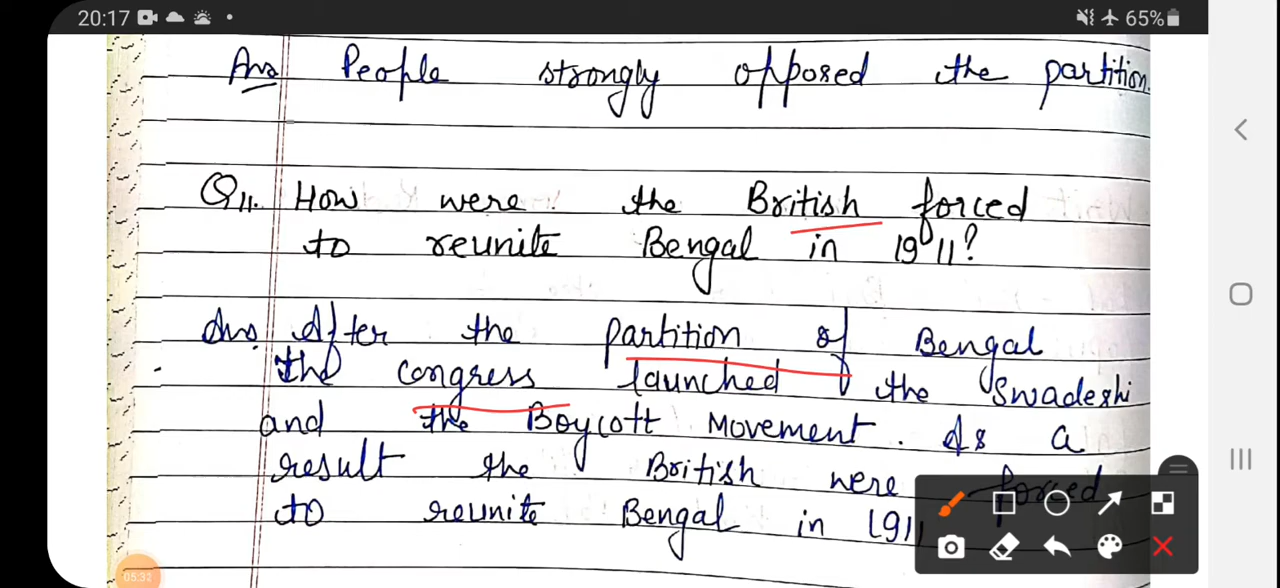 20:17 65%
Ans People strongly opposed the partition.
Q11. How were the British forced
to reunite Bengal in 1911?
Ans. After the partition of Bengal
the congress launched the Swadeshi
and the Boycott Movement. As a
result the British were forced
to reunite Bengal in 1911
05:32